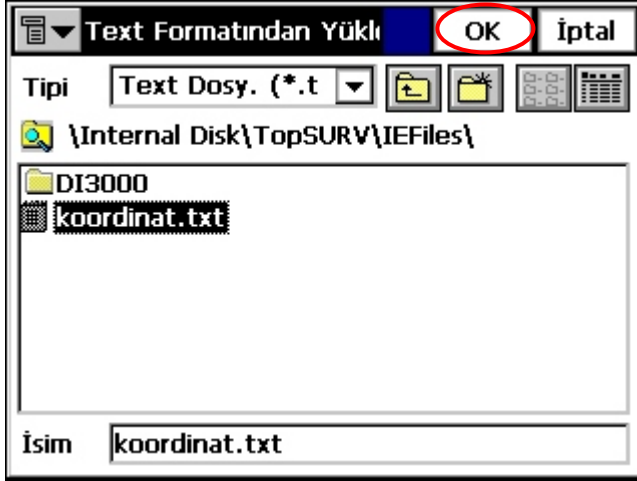 Text Formatından Yükl OK İptal
Tipi Text Dosy. (*.t
\Internal Disk\TopSURV\IEFiles\
DI3000
koordinat.txt
İsim koordinat.txt